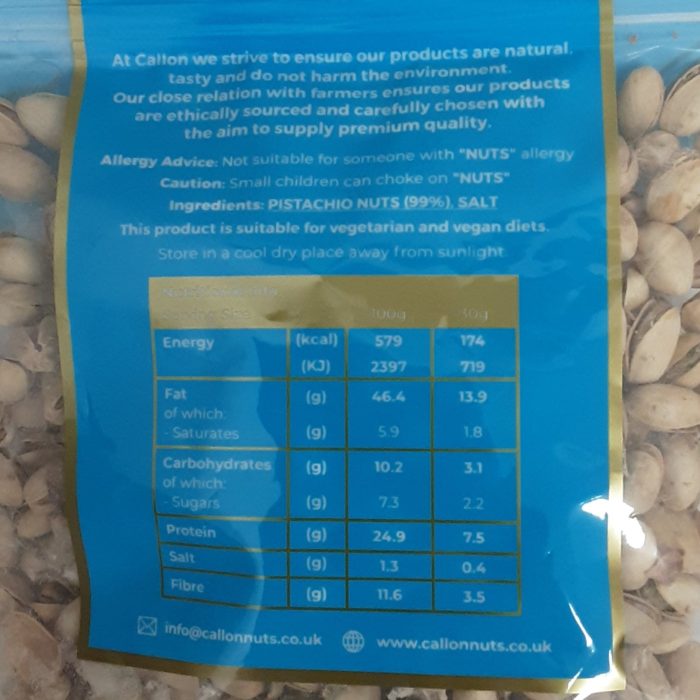 At Callon we strive to ensure our products are natural,
tasty and do not harm the environment.
Our close relation with farmers ensures our products
are ethically sourced and carefully chosen with
the aim to supply premium quality.
Allergy Advice: Not suitable for someone with "NUTS" allergy
Caution: Small children can choke on "NUTS"
Ingredients: PISTACHIO NUTS (99%), SALT
This product is suitable for vegetarian and vegan diets.
Store in a cool dry place away from sunlight.
Serving Size 100g 30g
Energy (kcal) 579 174
(KJ) 2397 719
Fat (g) 46.4 13.9
of which:
- Saturates (g) 5.9 1.8
Carbohydrates (g) 10.2 3.1
of which:
- Sugars (g) 7.3 2.2
Protein (g) 24.9 7.5
Salt (g) 1.3 0.4
Fibre (g) 11.6 3.5
info@callonnuts.co.uk www.callonnuts.co.uk